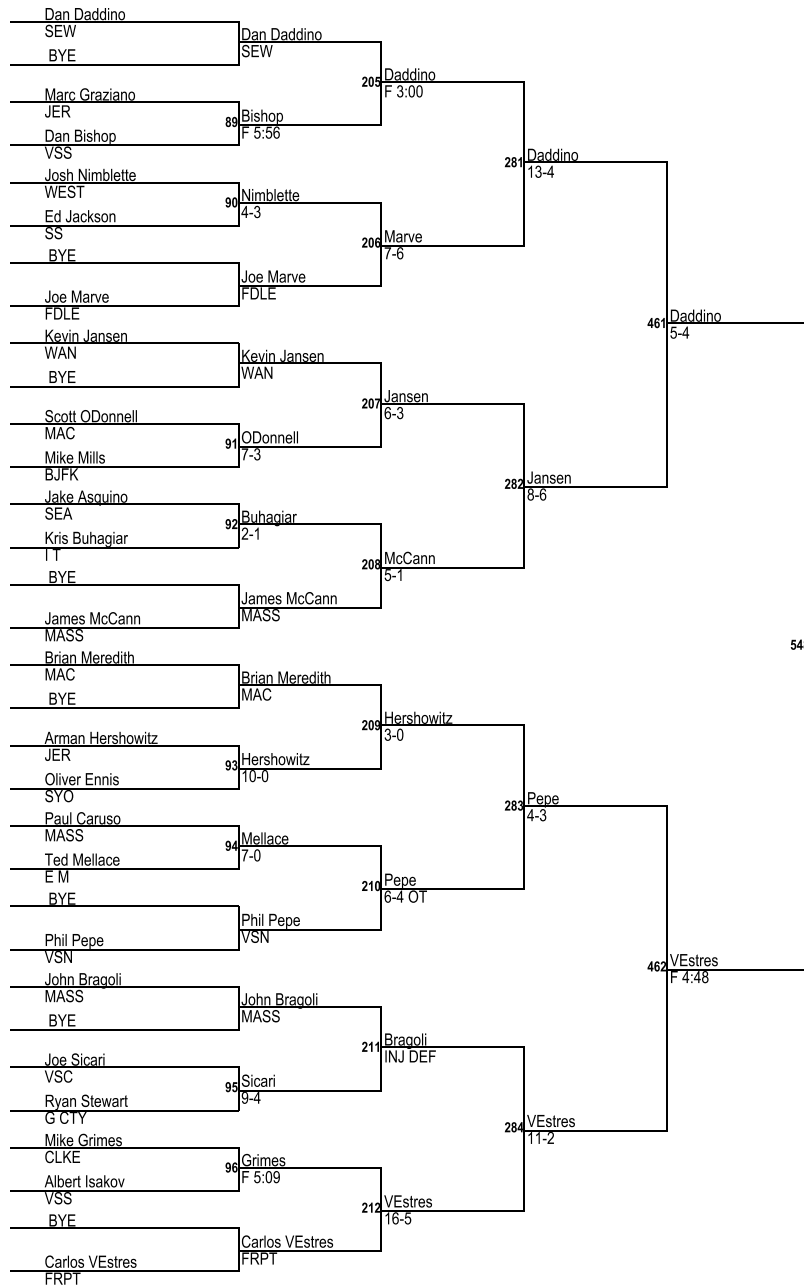 Dan Daddino
SEW
BYE
Marc Graziano
JER
Dan Bishop
VSS
Josh Nimblette
WEST
Ed Jackson
SS
BYE
Joe Marve
FDLE
Kevin Jansen
WAN
BYE
Scott ODonnell
MAC
Mike Mills
BJFK
Jake Asquino
SEA
Kris Buhagiar
I T
BYE
James McCann
MASS
Brian Meredith
MAC
BYE
Arman Hershowitz
JER
Oliver Ennis
SYO
Paul Caruso
MASS
Ted Mellace
E M
BYE
Phil Pepe
VSN
John Bragoli
MASS
BYE
Joe Sicari
VSC
Ryan Stewart
G CTY
Mike Grimes
CLKE
Albert Isakov
VSS
BYE
Carlos VEstres
FRPT
Dan Daddino
SEW
89 Bishop
F 5:56
90 Nimblette
4-3
Joe Marve
FDLE
Kevin Jansen
WAN
91 ODonnell
7-3
92 Buhagiar
2-1
James McCann
MASS
Brian Meredith
MAC
93 Hershowitz
10-0
94 Mellace
7-0
Phil Pepe
VSN
John Bragoli
MASS
95 Sicari
9-4
96 Grimes
F 5:09
Carlos VEstres
FRPT
205 Daddino
F 3:00
206 Marve
7-6
207 Jansen
6-3
208 McCann
5-1
209 Hershowitz
3-0
210 Pepe
6-4 OT
211 Bragoli
INJ DEF
212 VEstres
16-5
281 Daddino
13-4
282 Jansen
8-6
283 Pepe
4-3
284 VEstres
11-2
461 Daddino
5-4
462 VEstres
F 4:48